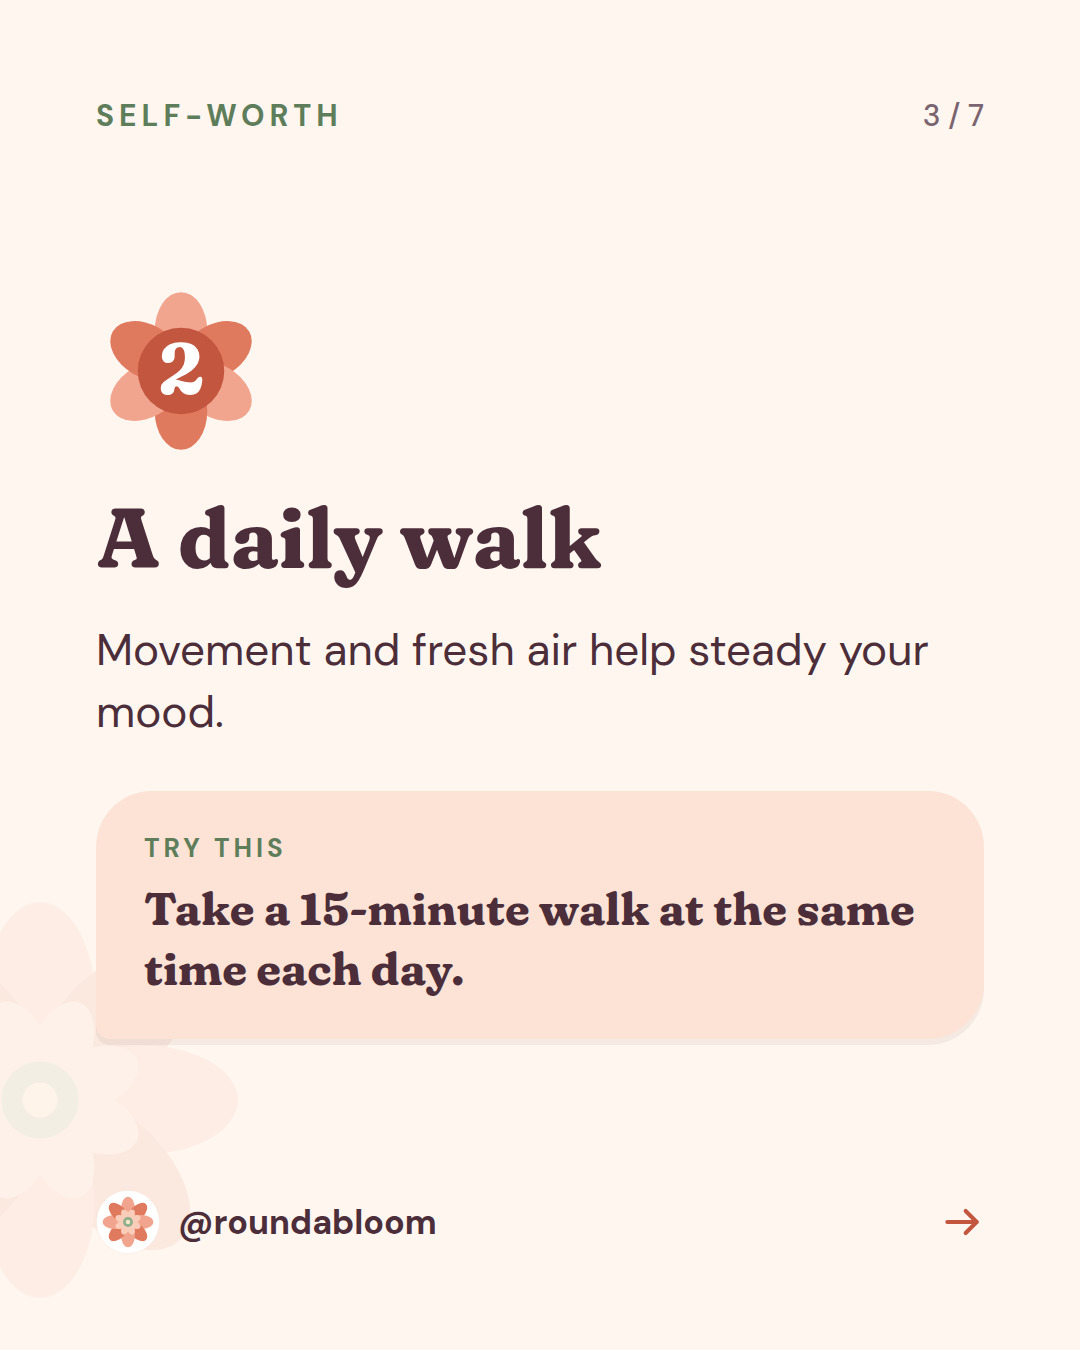 SELF-WORTH
3 / 7
2
A daily walk
Movement and fresh air help steady your
mood.
TRY THIS
Take a 15-minute walk at the same
time each day.
@roundabloom